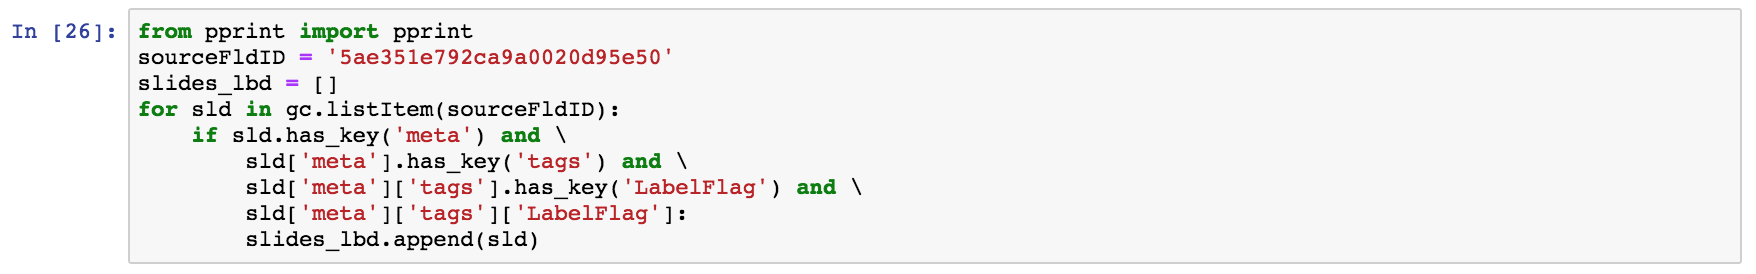 In [26]:
from pprint import pprint
sourceFldID = '5ae351e792ca9a0020d95e50'
slides_lbd = []
for sld in gc.listItem(sourceFldID):
    if sld.has_key('meta') and \
        sld['meta'].has_key('tags') and \
        sld['meta']['tags'].has_key('LabelFlag') and \
        sld['meta']['tags']['LabelFlag']:
        slides_lbd.append(sld)